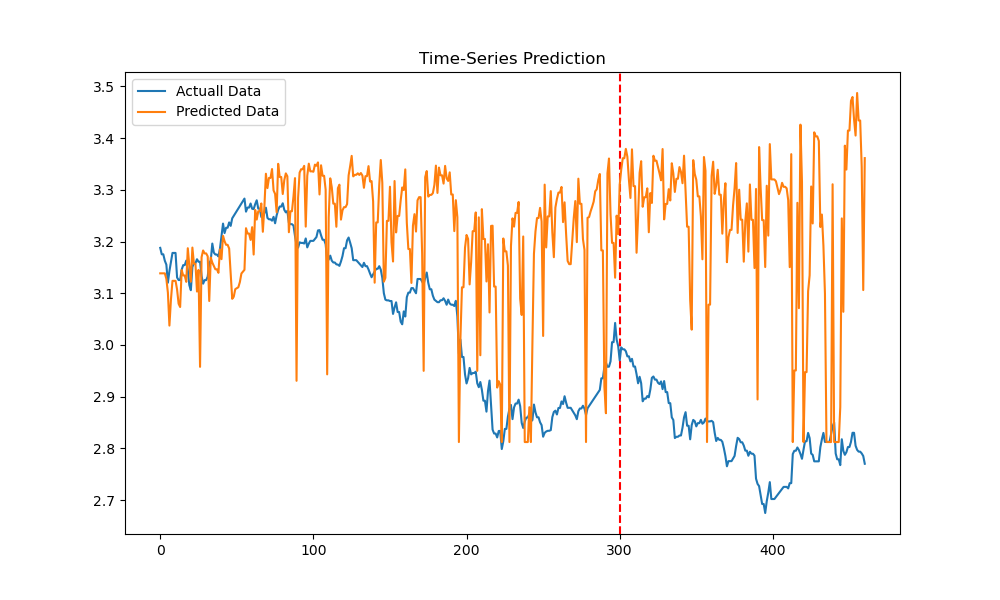 Time-Series Prediction
Actuall Data
Predicted Data
3.5
3.4
3.3
3.2
3.1
3.0
2.9
2.8
2.7
0 100 200 300 400